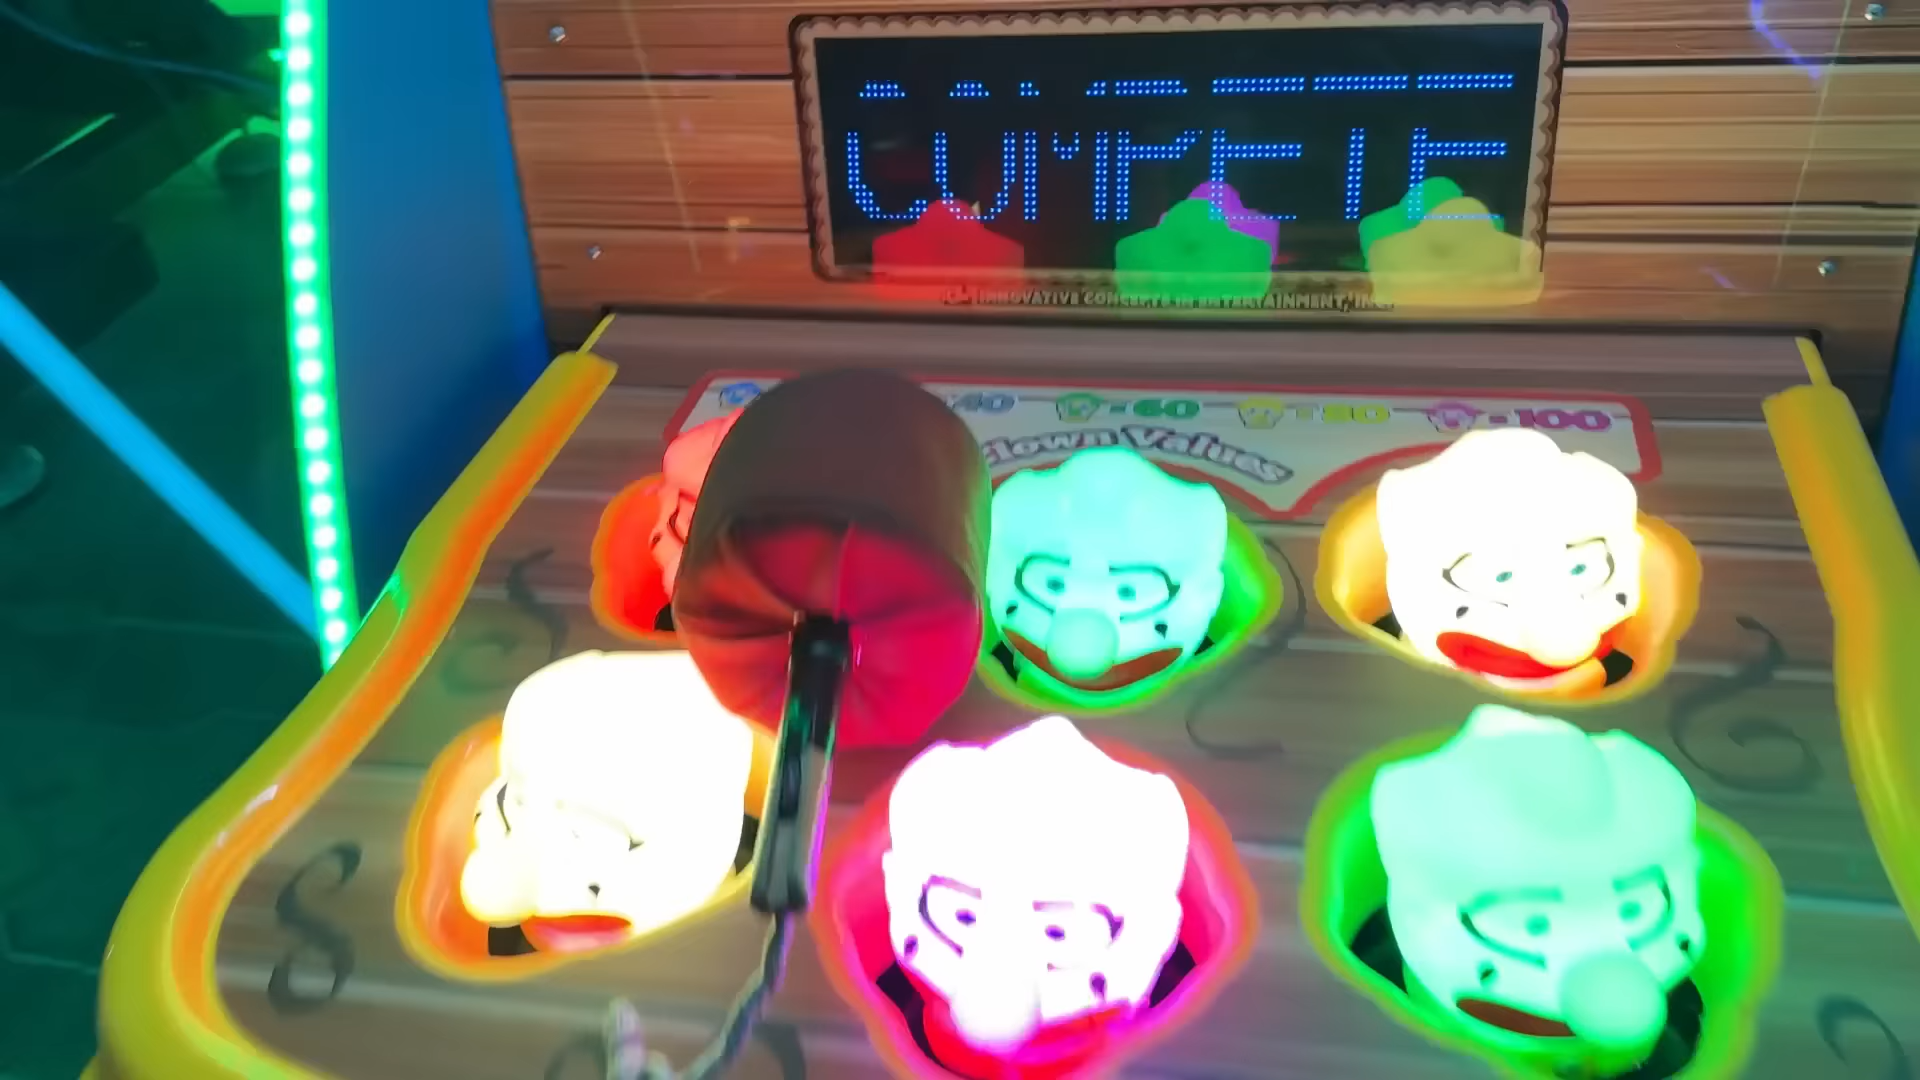 COMPETE
INNOVATIVE CONCEPTS IN ENTERTAINMENT, INC.
40 = 60 = 80 = 100
Clown Values